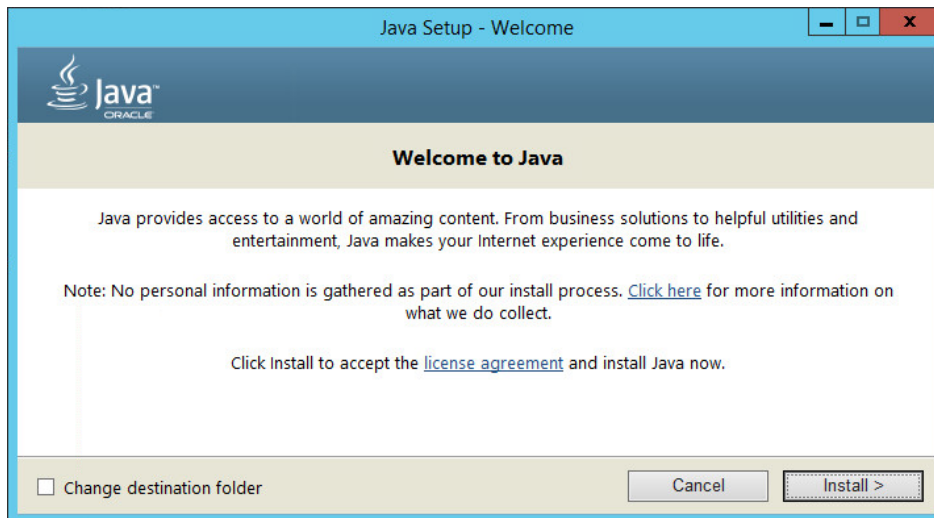 Java Setup - Welcome
Java™
ORACLE
Welcome to Java
Java provides access to a world of amazing content. From business solutions to helpful utilities and
entertainment, Java makes your Internet experience come to life.
Note: No personal information is gathered as part of our install process. Click here for more information on
what we do collect.
Click Install to accept the license agreement and install Java now.
Change destination folder
Cancel
Install >